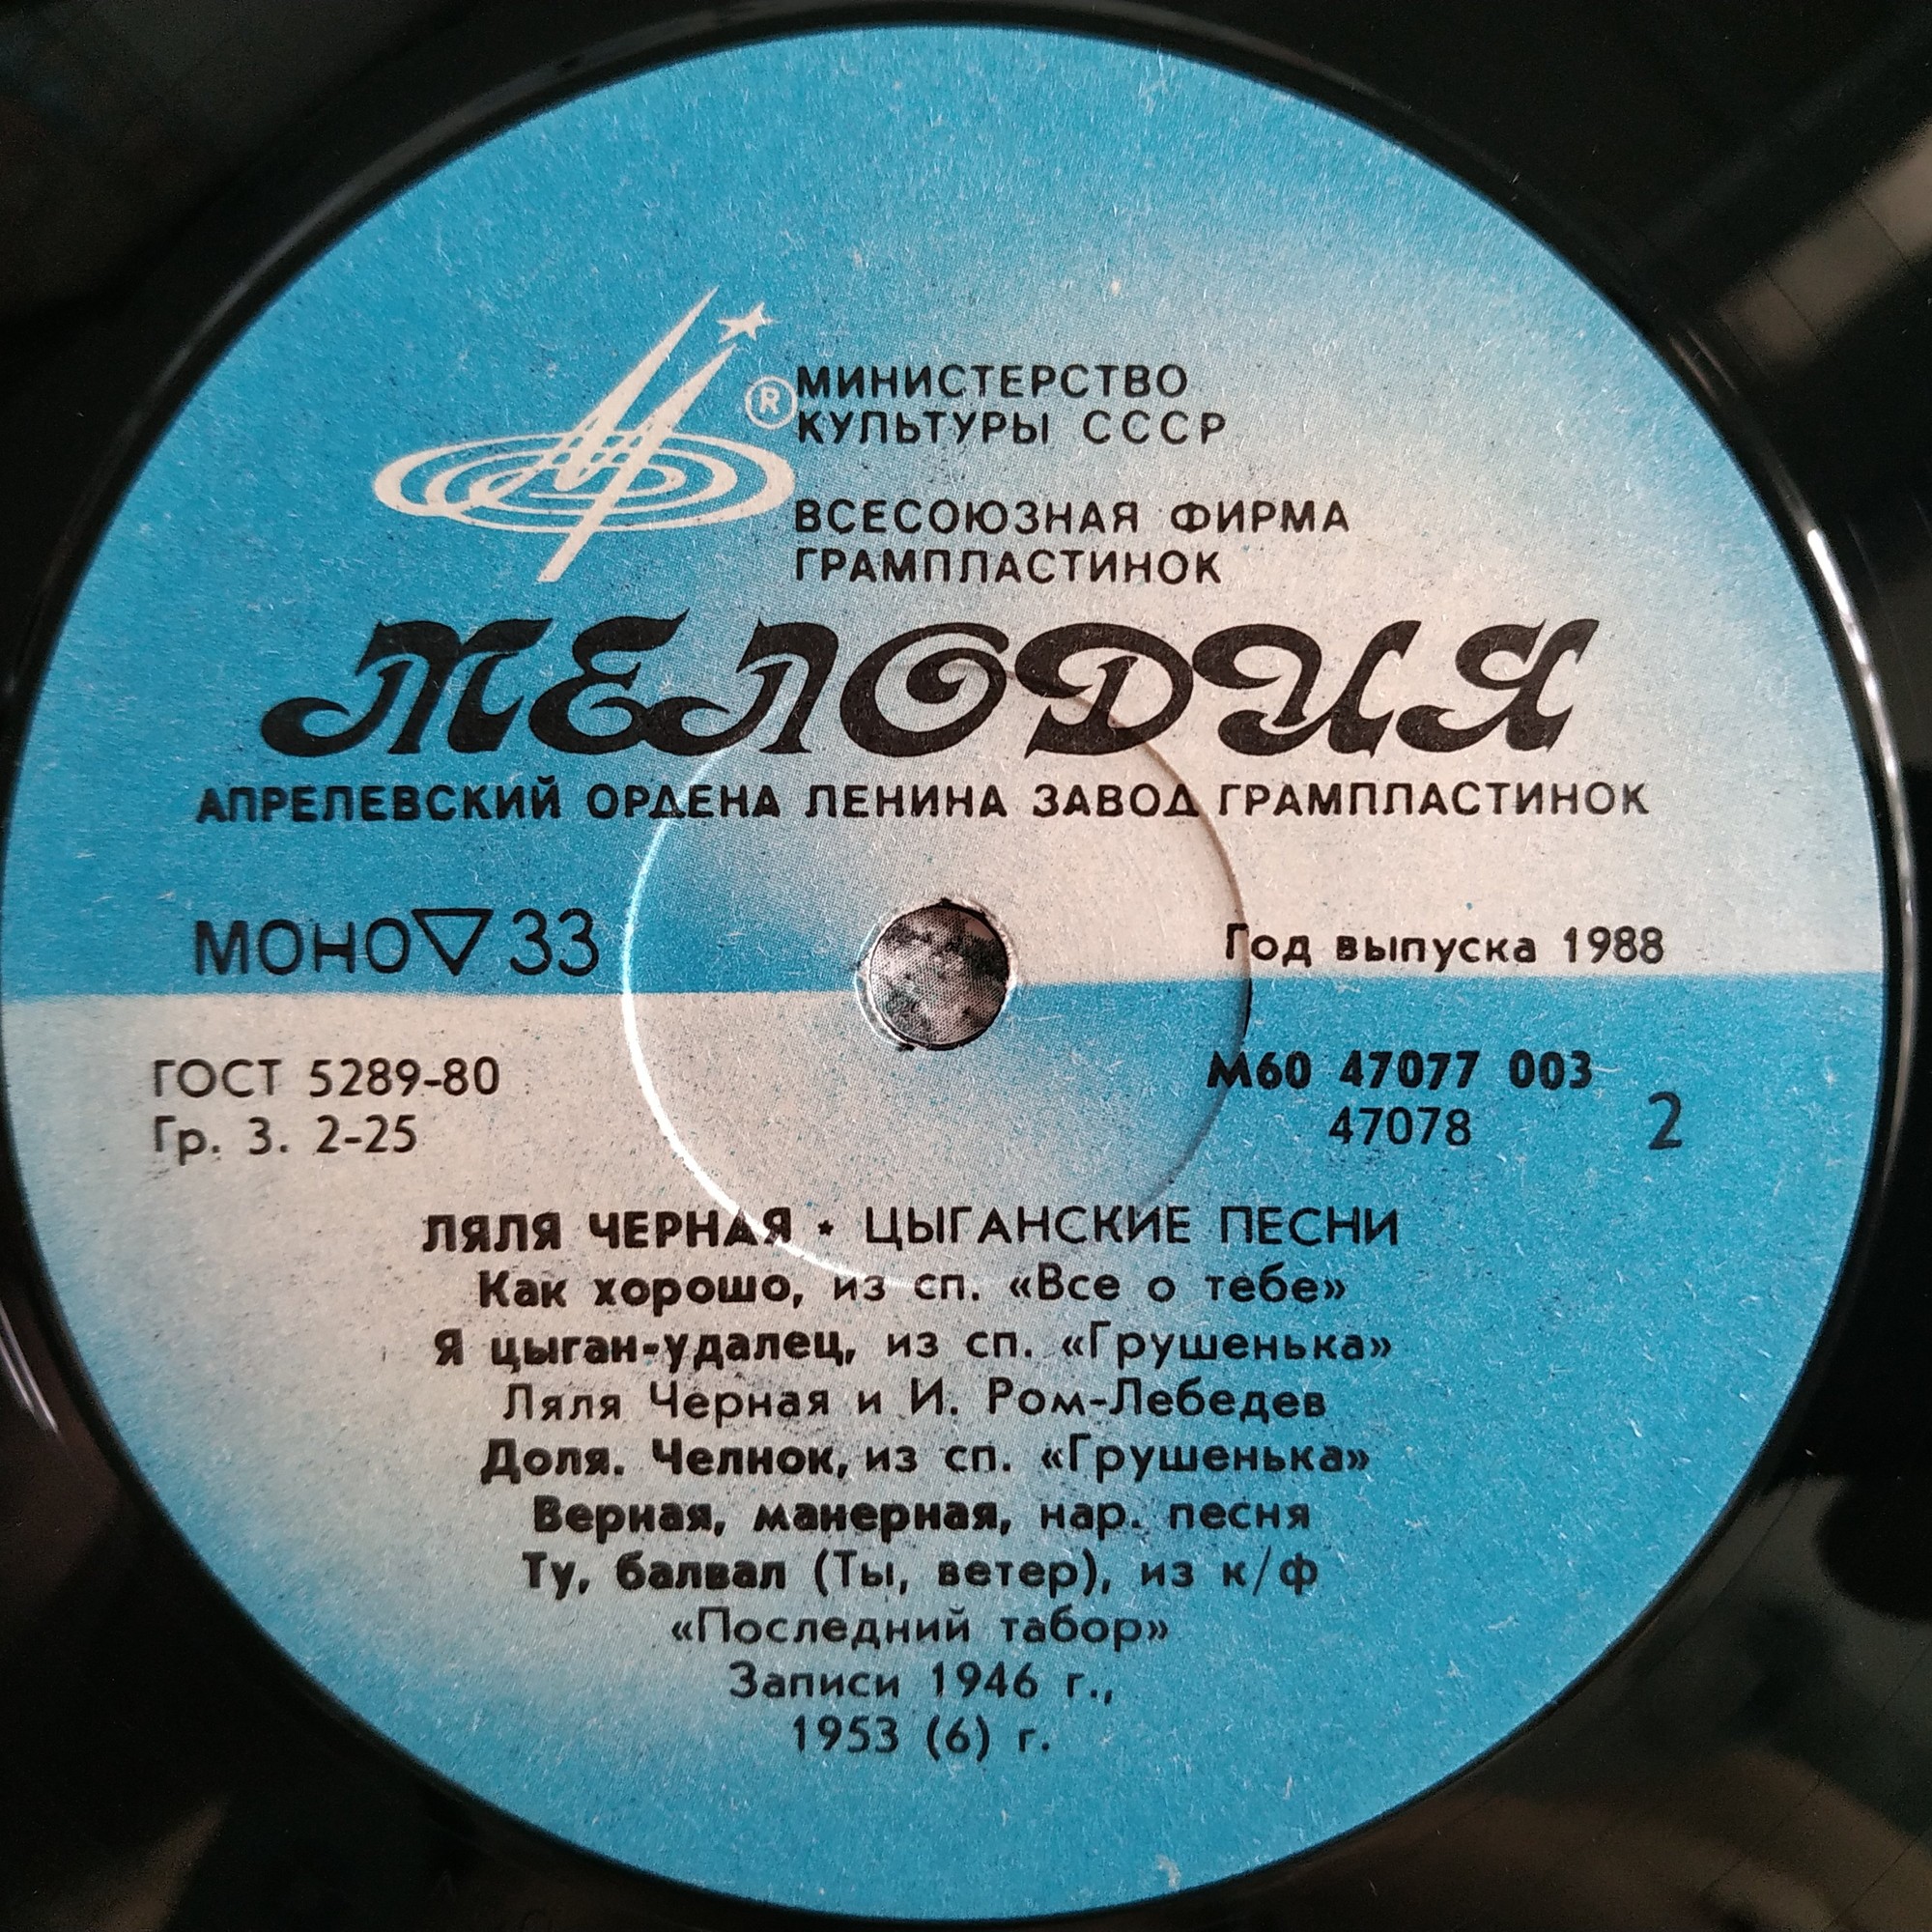 ®
МИНИСТЕРСТВО
КУЛЬТУРЫ СССР
ВСЕСОЮЗНАЯ ФИРМА
ГРАМПЛАСТИНОК
МЕЛОДИЯ
АПРЕЛЕВСКИЙ ОРДЕНА ЛЕНИНА ЗАВОД ГРАМПЛАСТИНОК
МОНО▽33
Год выпуска 1988
ГОСТ 5289-80
Гр. 3. 2-25
М60 47077 003
47078
2
ЛЯЛЯ ЧЕРНАЯ * ЦЫГАНСКИЕ ПЕСНИ
Как хорошо, из сп. «Все о тебе»
Я цыган-удалец, из сп. «Грушенька»
Ляля Черная и И. Ром-Лебедев
Доля. Челнок, из сп. «Грушенька»
Верная, манерная, нар. песня
Ту, балвал (Ты, ветер), из к/ф
«Последний табор»
Записи 1946 г.,
1953 (6) г.